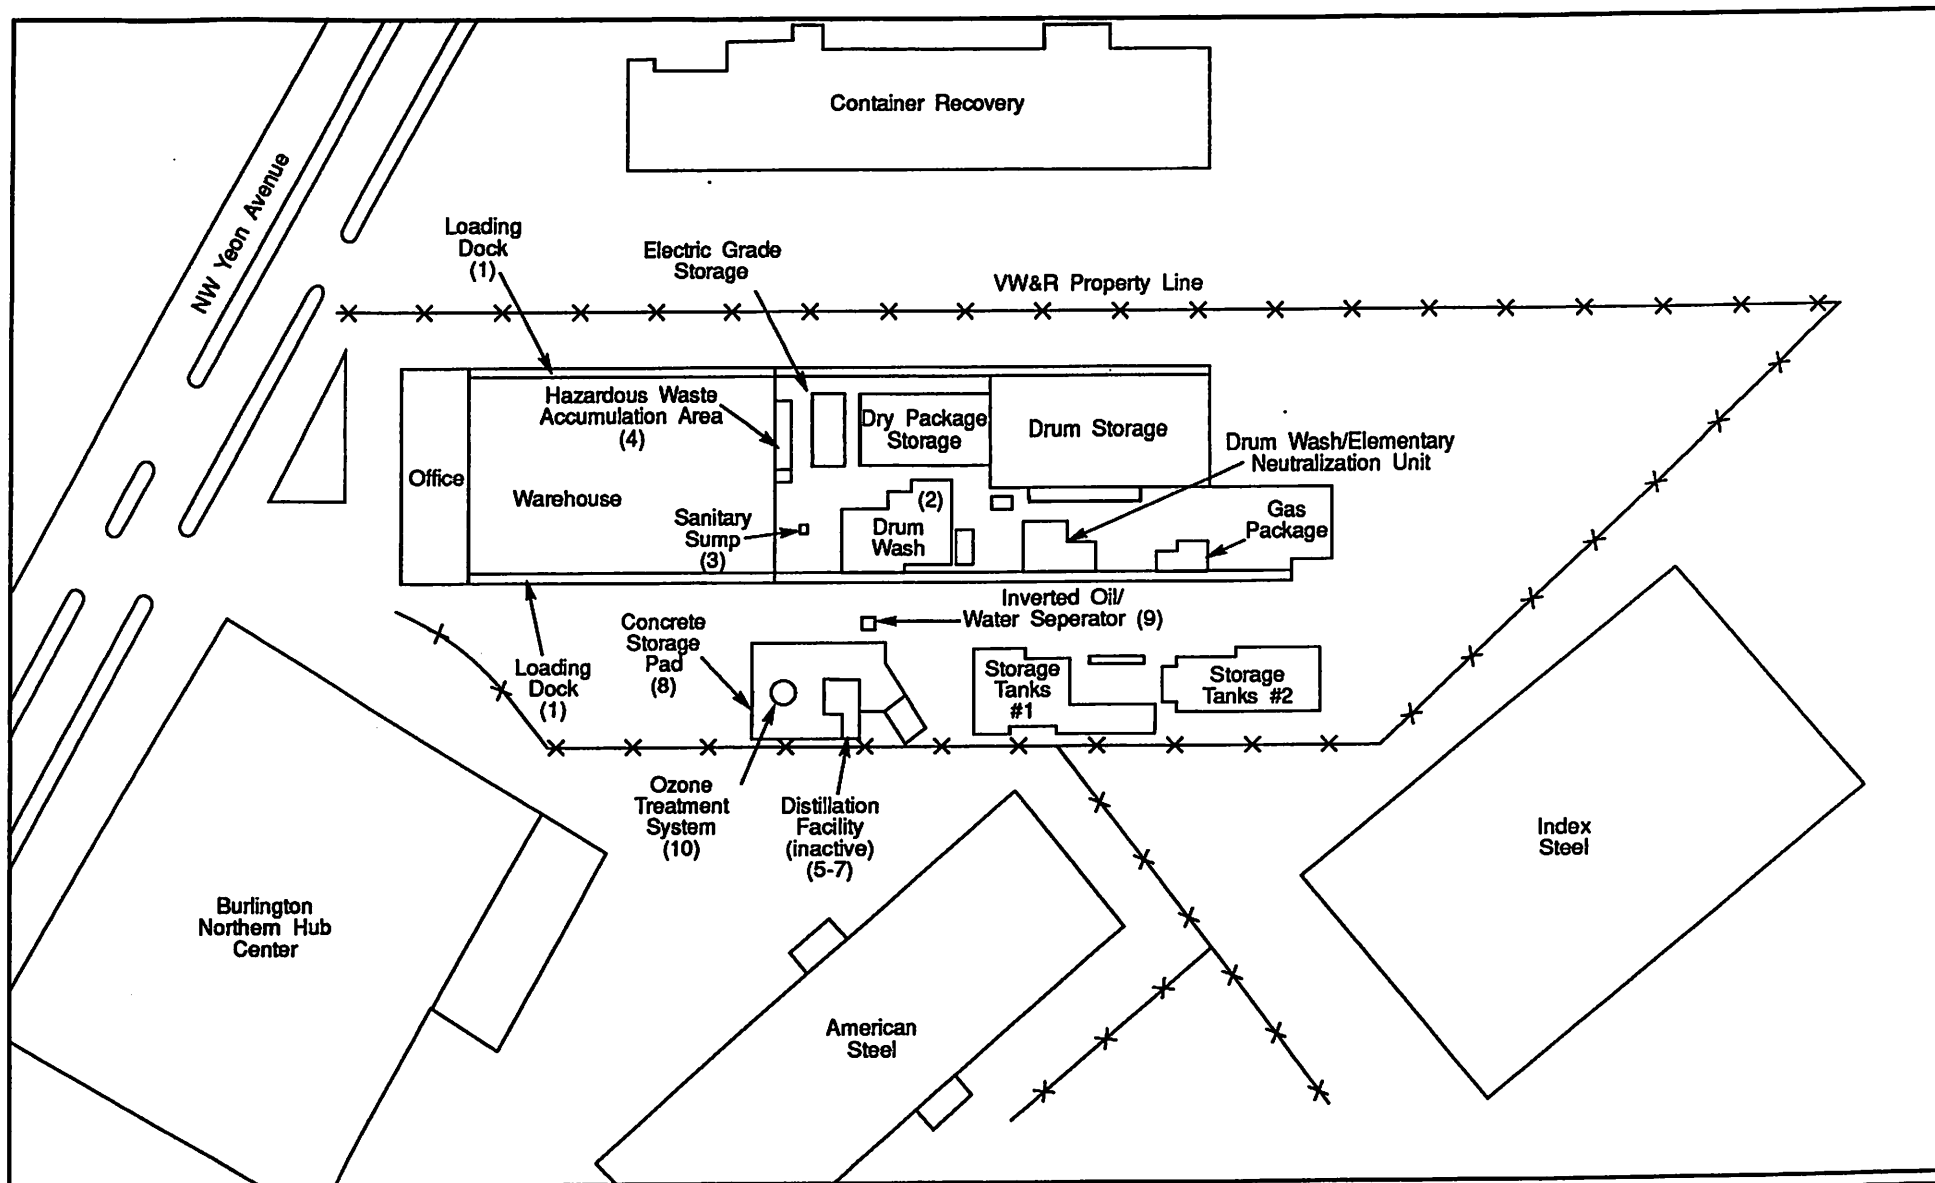 Container Recovery
NW Yeon Avenue
Loading
Dock
(1)
Electric Grade
Storage
VW&R Property Line
Hazardous Waste
Accumulation Area
(4)
Dry Package
Storage
Drum Storage
Drum Wash/Elementary
Neutralization Unit
Office
Warehouse
(2)
Drum
Wash
Sanitary
Sump
(3)
Gas
Package
Inverted Oil/
Water Seperator (9)
Concrete
Storage
Pad
(8)
Loading
Dock
(1)
Storage
Tanks
#1
Storage
Tanks #2
Ozone
Treatment
System
(10)
Distillation
Facility
(inactive)
(5-7)
Index
Steel
Burlington
Northern Hub
Center
American
Steel